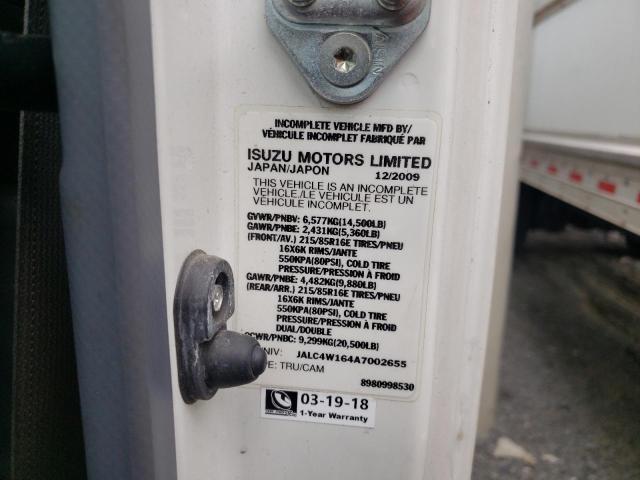 AISIN
INCOMPLETE VEHICLE MFD BY/
VÉHICULE INCOMPLET FABRIQUÉ PAR
ISUZU MOTORS LIMITED
JAPAN/JAPON 12/2009
THIS VEHICLE IS AN INCOMPLETE
VEHICLE./LE VEHICULE EST UN
VÉHICULE INCOMPLET.
GVWR/PNBV: 6,577KG(14,500LB)
GAWR/PNBE: 2,431KG(5,360LB)
(FRONT/AV.) 215/85R16E TIRES/PNEU
16X6K RIMS/JANTE
550KPA(80PSI), COLD TIRE
PRESSURE/PRESSION À FROID
GAWR/PNBE: 4,482KG(9,880LB)
(REAR/ARR.) 215/85R16E TIRES/PNEU
16X6K RIMS/JANTE
550KPA(80PSI), COLD TIRE
PRESSURE/PRESSION À FROID
DUAL/DOUBLE
GCWR/PNBC: 9,299KG(20,500LB)
NIV: JALC4W164A7002655
PE: TRU/CAM
8980998530
03-19-18
1-Year Warranty